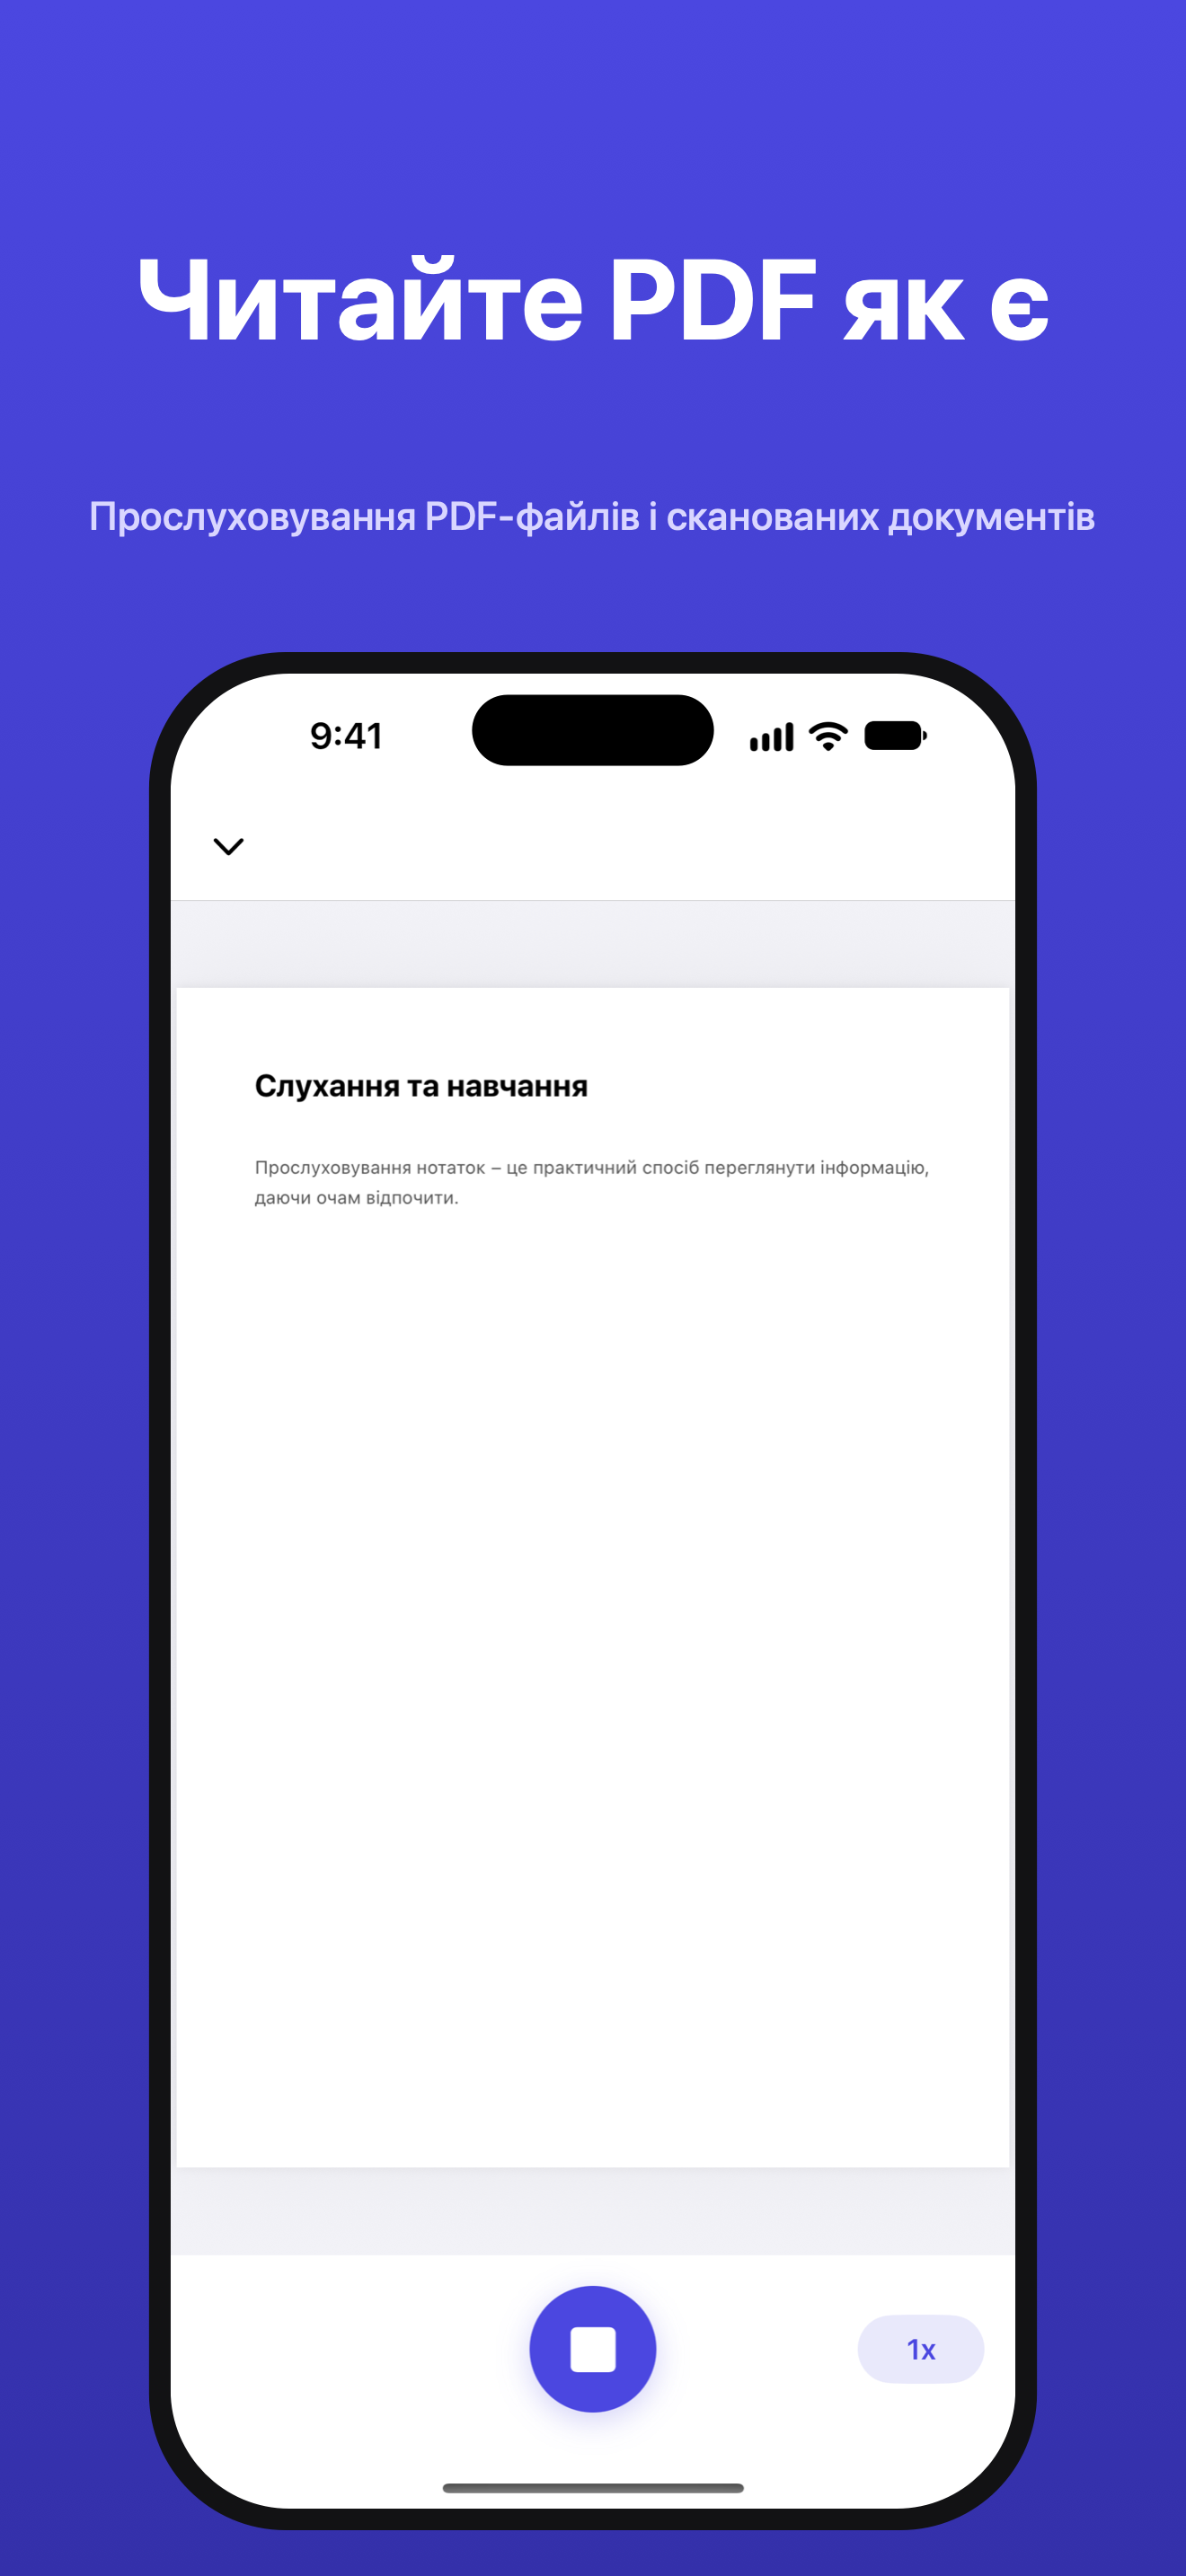 Читайте PDF як є
Прослуховування PDF-файлів і сканованих документів
9:41
Слухання та навчання
Прослуховування нотаток – це практичний спосіб переглянути інформацію,
даючи очам відпочити.
1x